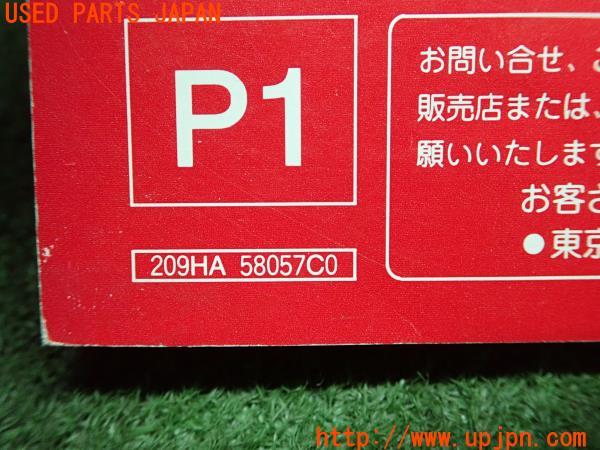 USED PARTS JAPAN
P1
お問い合せ、
販売店または、
願いいたします
お客さ
●東京
209HA 58057C0
http://www.upjpn.com